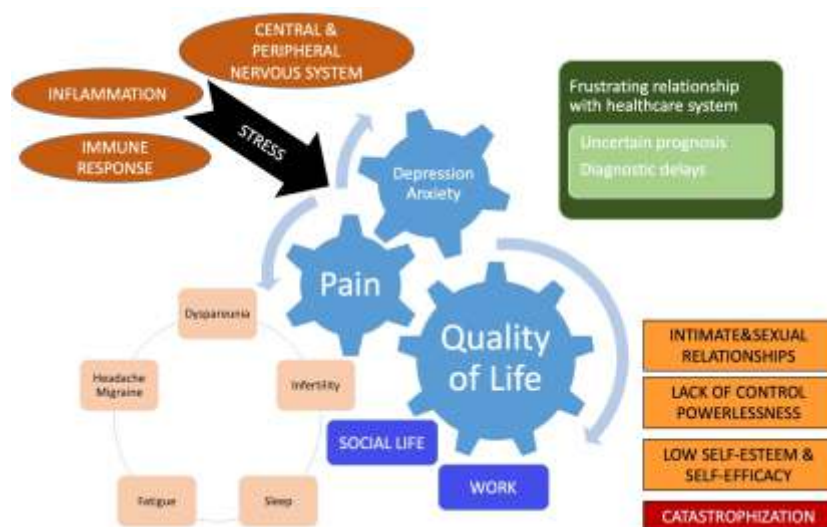 CENTRAL &
PERIPHERAL
NERVOUS SYSTEM
INFLAMMATION
IMMUNE
RESPONSE
STRESS
Frustrating relationship
with healthcare system
Uncertain prognosis
Diagnostic delays
Depression
Anxiety
Pain
Quality
of Life
Dyspareunia
Headache
Migraine
Infertility
Fatigue
Sleep
SOCIAL LIFE
WORK
INTIMATE&SEXUAL
RELATIONSHIPS
LACK OF CONTROL
POWERLESSNESS
LOW SELF-ESTEEM &
SELF-EFFICACY
CATASTROPHIZATION